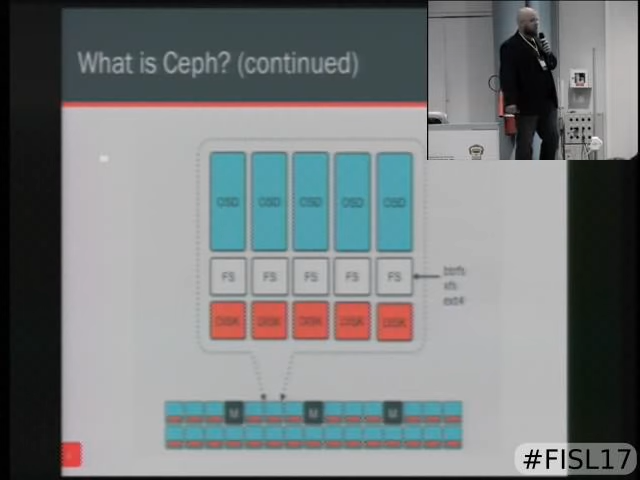 What is Ceph? (continued)
OSD OSD OSD OSD OSD
FS FS FS FS FS
btrfs
xfs
ext4
DISK DISK DISK DISK DISK
M M M
#FISL17